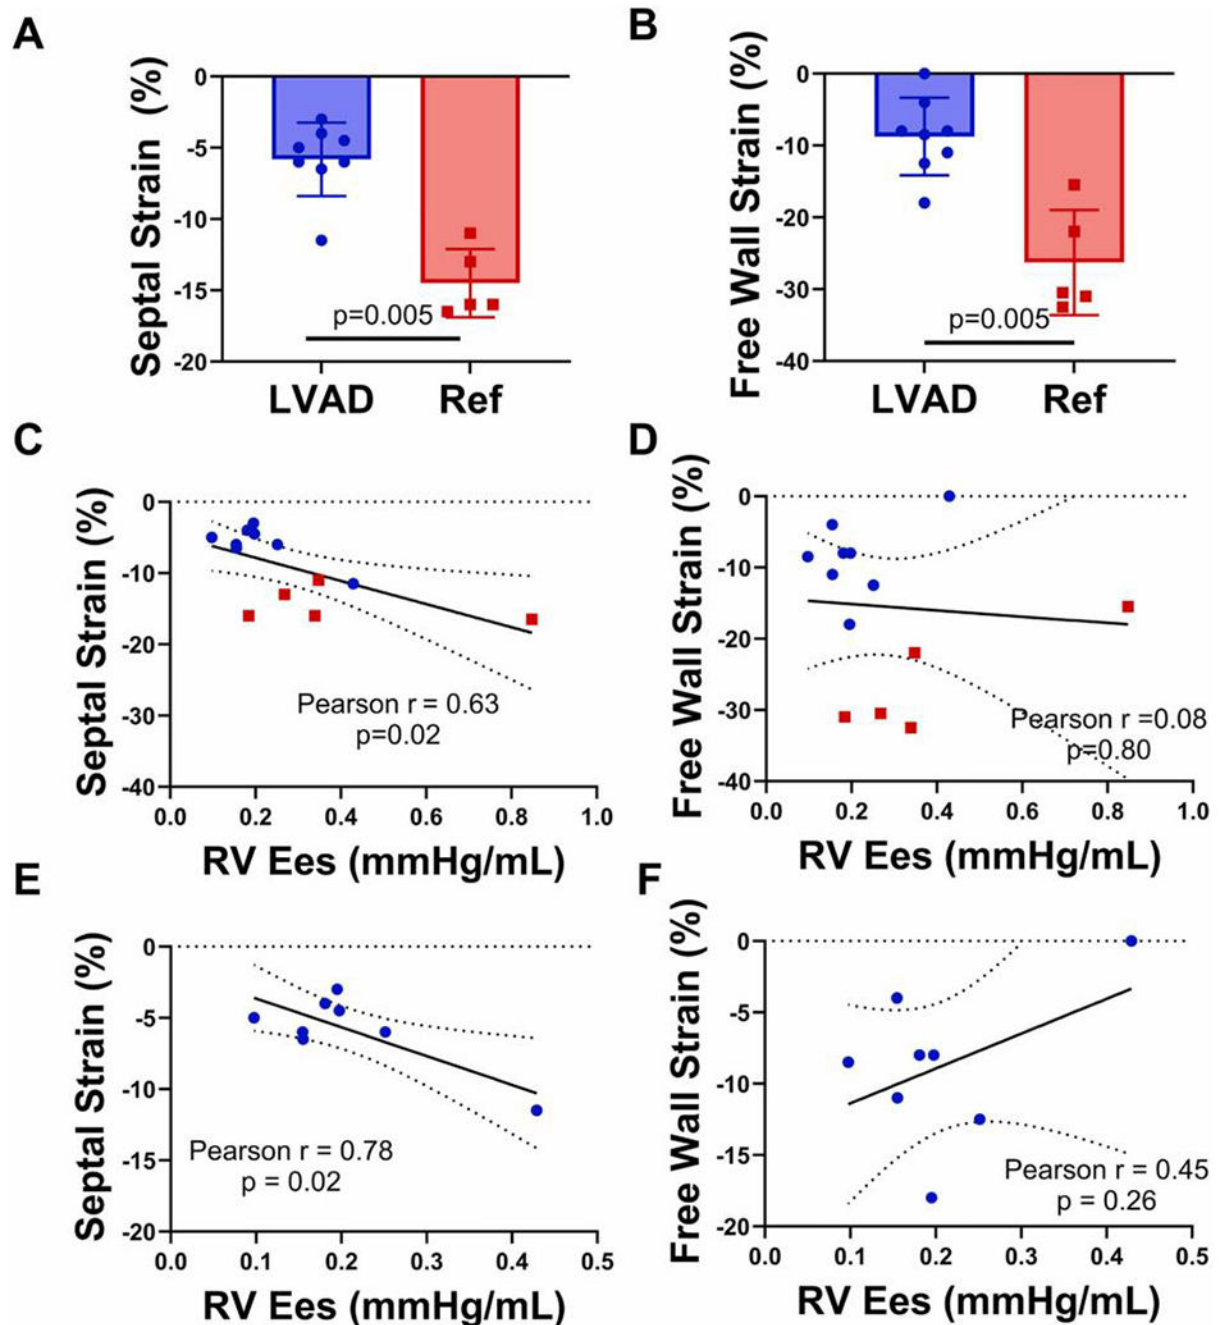 A
Septal Strain (%)
0
-5
-10
-15
-20
p=0.005
LVAD Ref
B
Free Wall Strain (%)
0
-10
-20
-30
-40
p=0.005
LVAD Ref
C
Septal Strain (%)
0
-10
-20
-30
-40
Pearson r = 0.63
p=0.02
0.0 0.2 0.4 0.6 0.8 1.0
RV Ees (mmHg/mL)
D
Free Wall Strain (%)
0
-10
-20
-30
-40
Pearson r =0.08
p=0.80
0.0 0.2 0.4 0.6 0.8 1.0
RV Ees (mmHg/mL)
E
Septal Strain (%)
0
-5
-10
-15
-20
Pearson r = 0.78
p = 0.02
0.0 0.1 0.2 0.3 0.4 0.5
RV Ees (mmHg/mL)
F
Free Wall Strain (%)
0
-5
-10
-15
-20
Pearson r = 0.45
p = 0.26
0.0 0.1 0.2 0.3 0.4 0.5
RV Ees (mmHg/mL)